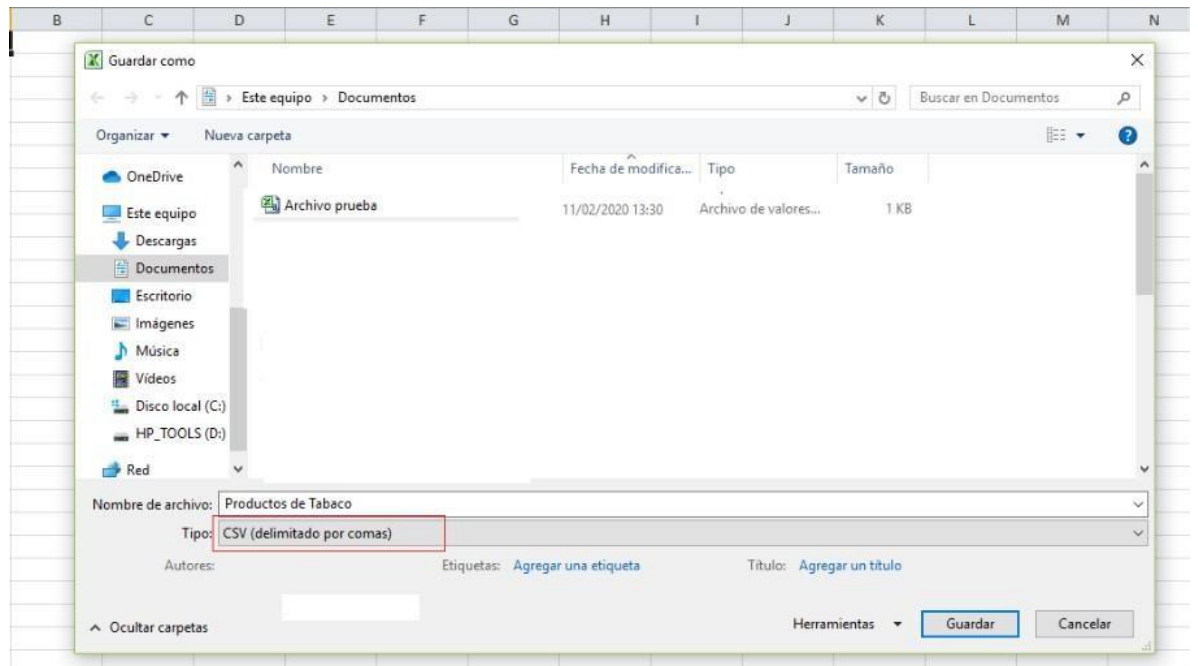 B C D E F G H I J K L M N
Guardar como
Este equipo > Documentos
Buscar en Documentos
Organizar
Nueva carpeta
Nombre Fecha de modifica... Tipo Tamaño
OneDrive
Este equipo
Archivo prueba 11/02/2020 13:30 Archivo de valores... 1 KB
Descargas
Documentos
Escritorio
Imágenes
Música
Vídeos
Disco local (C:)
HP_TOOLS (D:)
Red
Nombre de archivo: Productos de Tabaco
Tipo: CSV (delimitado por comas)
Autores: Etiquetas: Agregar una etiqueta Título: Agregar un título
Ocultar carpetas Herramientas Guardar Cancelar